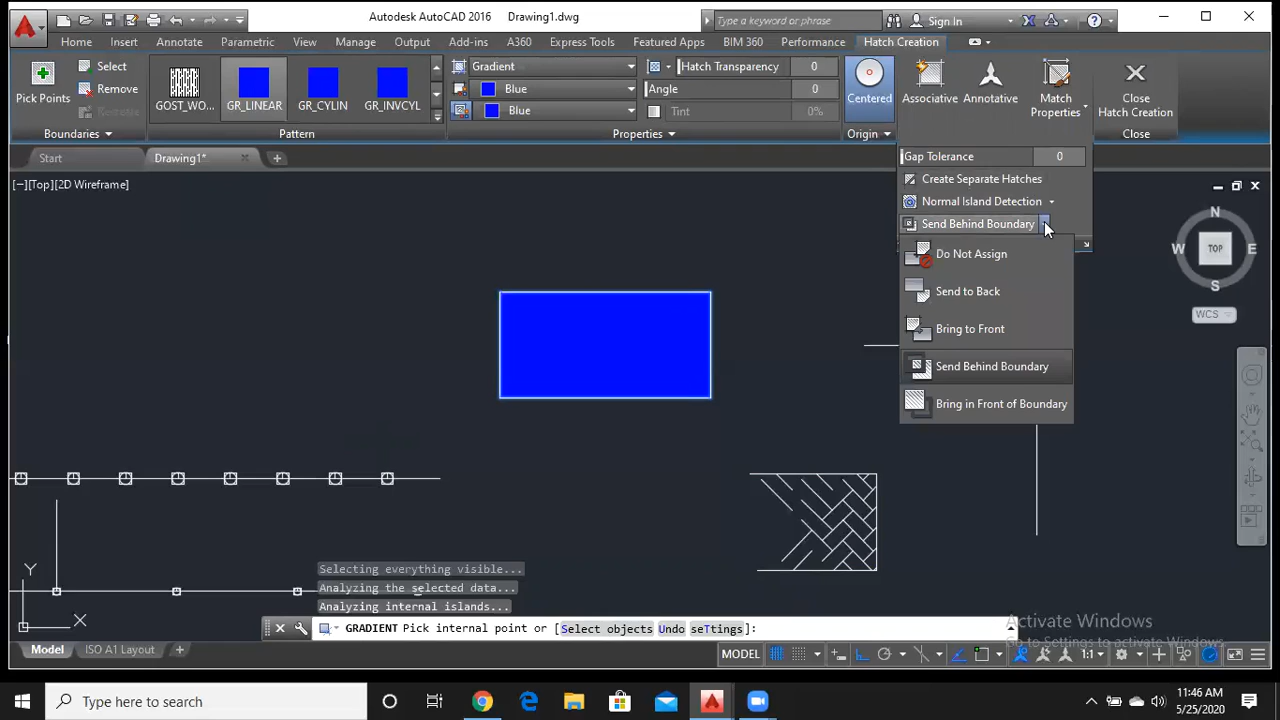 Autodesk AutoCAD 2016 Drawing1.dwg
Type a keyword or phrase
Sign In
Home Insert Annotate Parametric View Manage Output Add-ins A360 Express Tools Featured Apps BIM 360 Performance Hatch Creation
Pick Points
Select
Remove
Recreate
Boundaries
GOST_WO...
GR_LINEAR
GR_CYLIN
GR_INVCYL
Pattern
Gradient
Blue
Blue
Hatch Transparency 0
Angle 0
Tint 0%
Properties
Centered
Origin
Associative
Annotative
Match
Properties
Close
Hatch Creation
Close
Gap Tolerance 0
Create Separate Hatches
Normal Island Detection
Send Behind Boundary
Do Not Assign
Send to Back
Bring to Front
Send Behind Boundary
Bring in Front of Boundary
Start
Drawing1*
[−][Top][2D Wireframe]
N
W TOP E
S
WCS
Y
X
Selecting everything visible...
Analyzing the selected data...
Analyzing internal islands...
GRADIENT Pick internal point or [Select objects Undo seTtings]:
Activate Windows
Go to Settings to activate Windows.
Model ISO A1 Layout
MODEL
1:1
Type here to search
11:46 AM
5/25/2020